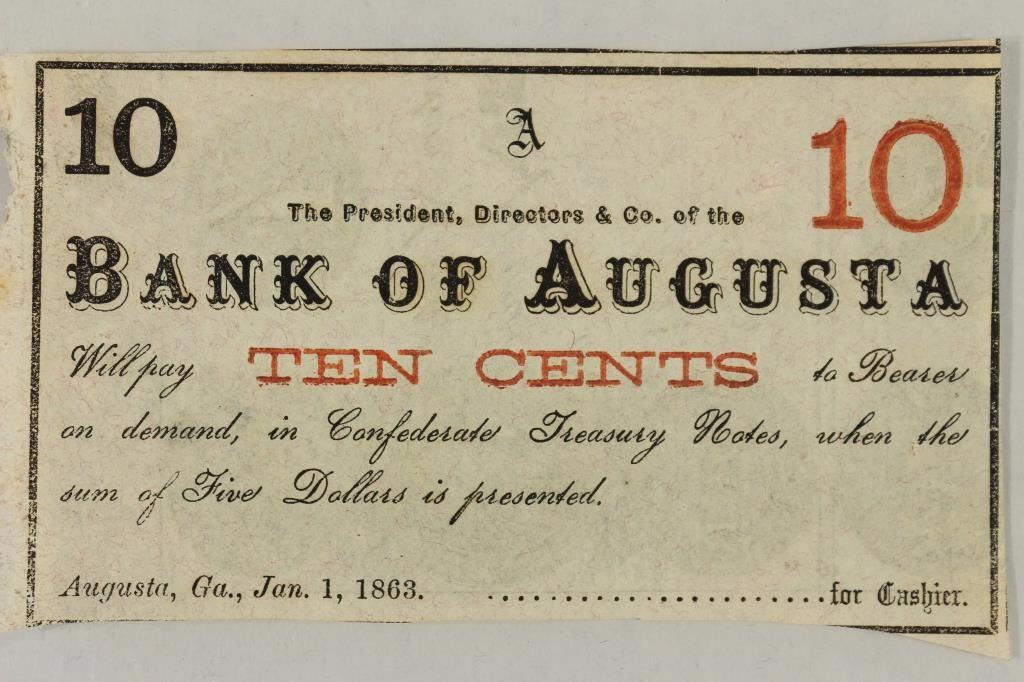 10 A 10
The President, Directors & Co. of the
BANK OF AUGUSTA
Will pay TEN CENTS to Bearer
on demand, in Confederate Treasury Notes, when the
sum of Five Dollars is presented.
Augusta, Ga., Jan. 1, 1863. ......................for Cashier.